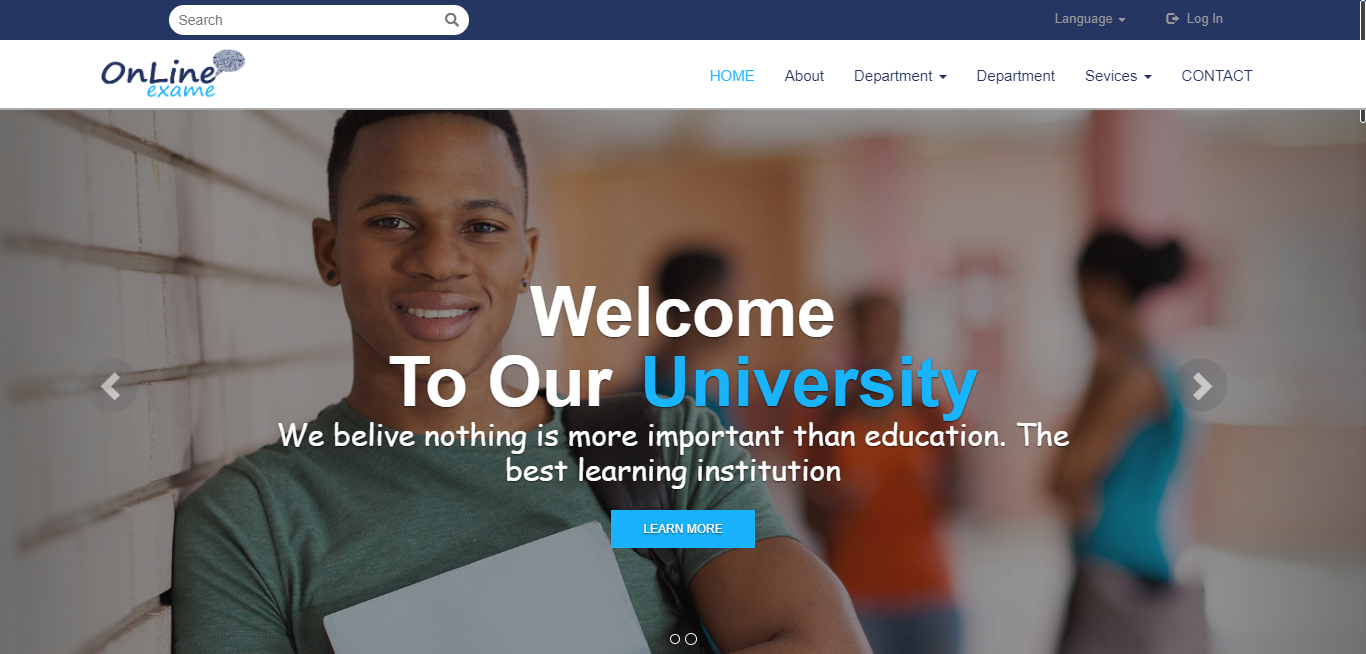 Search
Language
Log In
OnLine
exame
HOME
About
Department
Department
Sevices
CONTACT
Welcome
To Our University
We belive nothing is more important than education. The
best learning institution
LEARN MORE